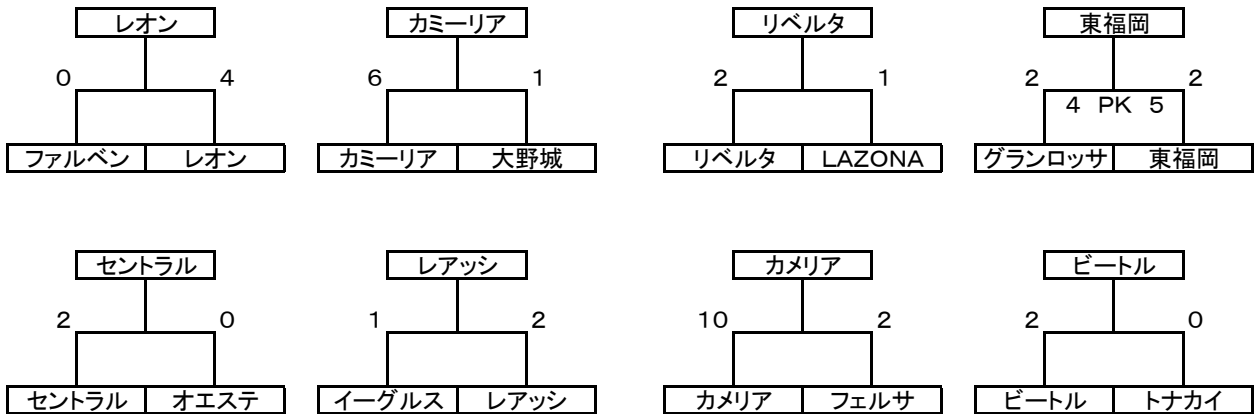 レオン カミーリア リベルタ 東福岡
0 4 6 1 2 1 2 2
4 PK 5
ファルベン レオン カミーリア 大野城 リベルタ LAZONA グランロッサ 東福岡
セントラル レアッシ カメリア ビートル
2 0 1 2 10 2 2 0
セントラル オエステ イーグルス レアッシ カメリア フェルサ ビートル トナカイ